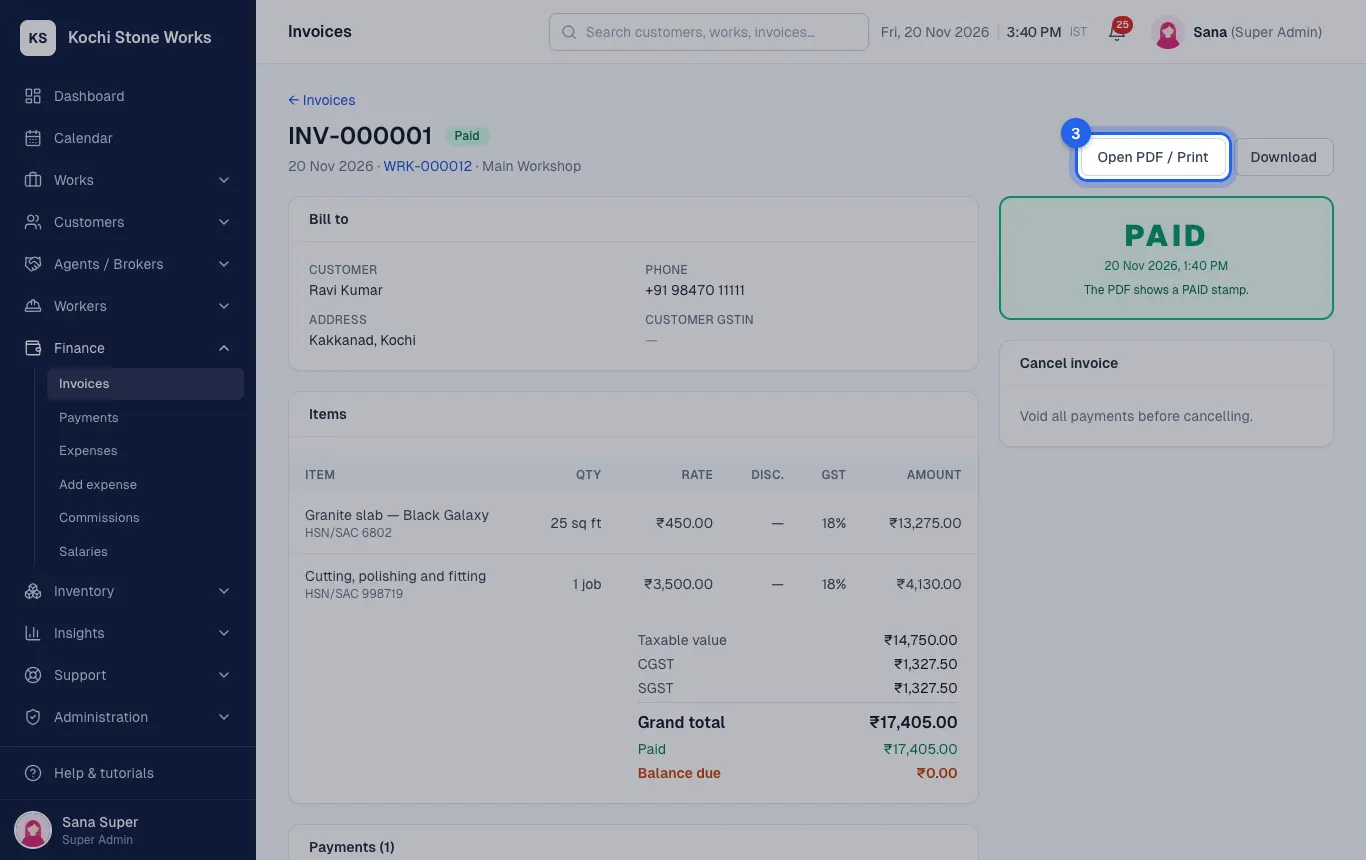 KS
Kochi Stone Works
Dashboard
Calendar
Works
Customers
Agents / Brokers
Workers
Finance
Invoices
Payments
Expenses
Add expense
Commissions
Salaries
Inventory
Insights
Support
Administration
Help & tutorials
Sana Super
Super Admin
Invoices
Search customers, works, invoices...
Fri, 20 Nov 2026
3:40 PM IST
25
Sana (Super Admin)
← Invoices
INV-000001 Paid
20 Nov 2026 · WRK-000012 · Main Workshop
3
Open PDF / Print
Download
Bill to
CUSTOMER PHONE
Ravi Kumar +91 98470 11111
ADDRESS CUSTOMER GSTIN
Kakkanad, Kochi —
PAID
20 Nov 2026, 1:40 PM
The PDF shows a PAID stamp.
Cancel invoice
Void all payments before cancelling.
Items
ITEM QTY RATE DISC. GST AMOUNT
Granite slab — Black Galaxy 25 sq ft ₹450.00 — 18% ₹13,275.00
HSN/SAC 6802
Cutting, polishing and fitting 1 job ₹3,500.00 — 18% ₹4,130.00
HSN/SAC 998719
Taxable value ₹14,750.00
CGST ₹1,327.50
SGST ₹1,327.50
Grand total ₹17,405.00
Paid ₹17,405.00
Balance due ₹0.00
Payments (1)